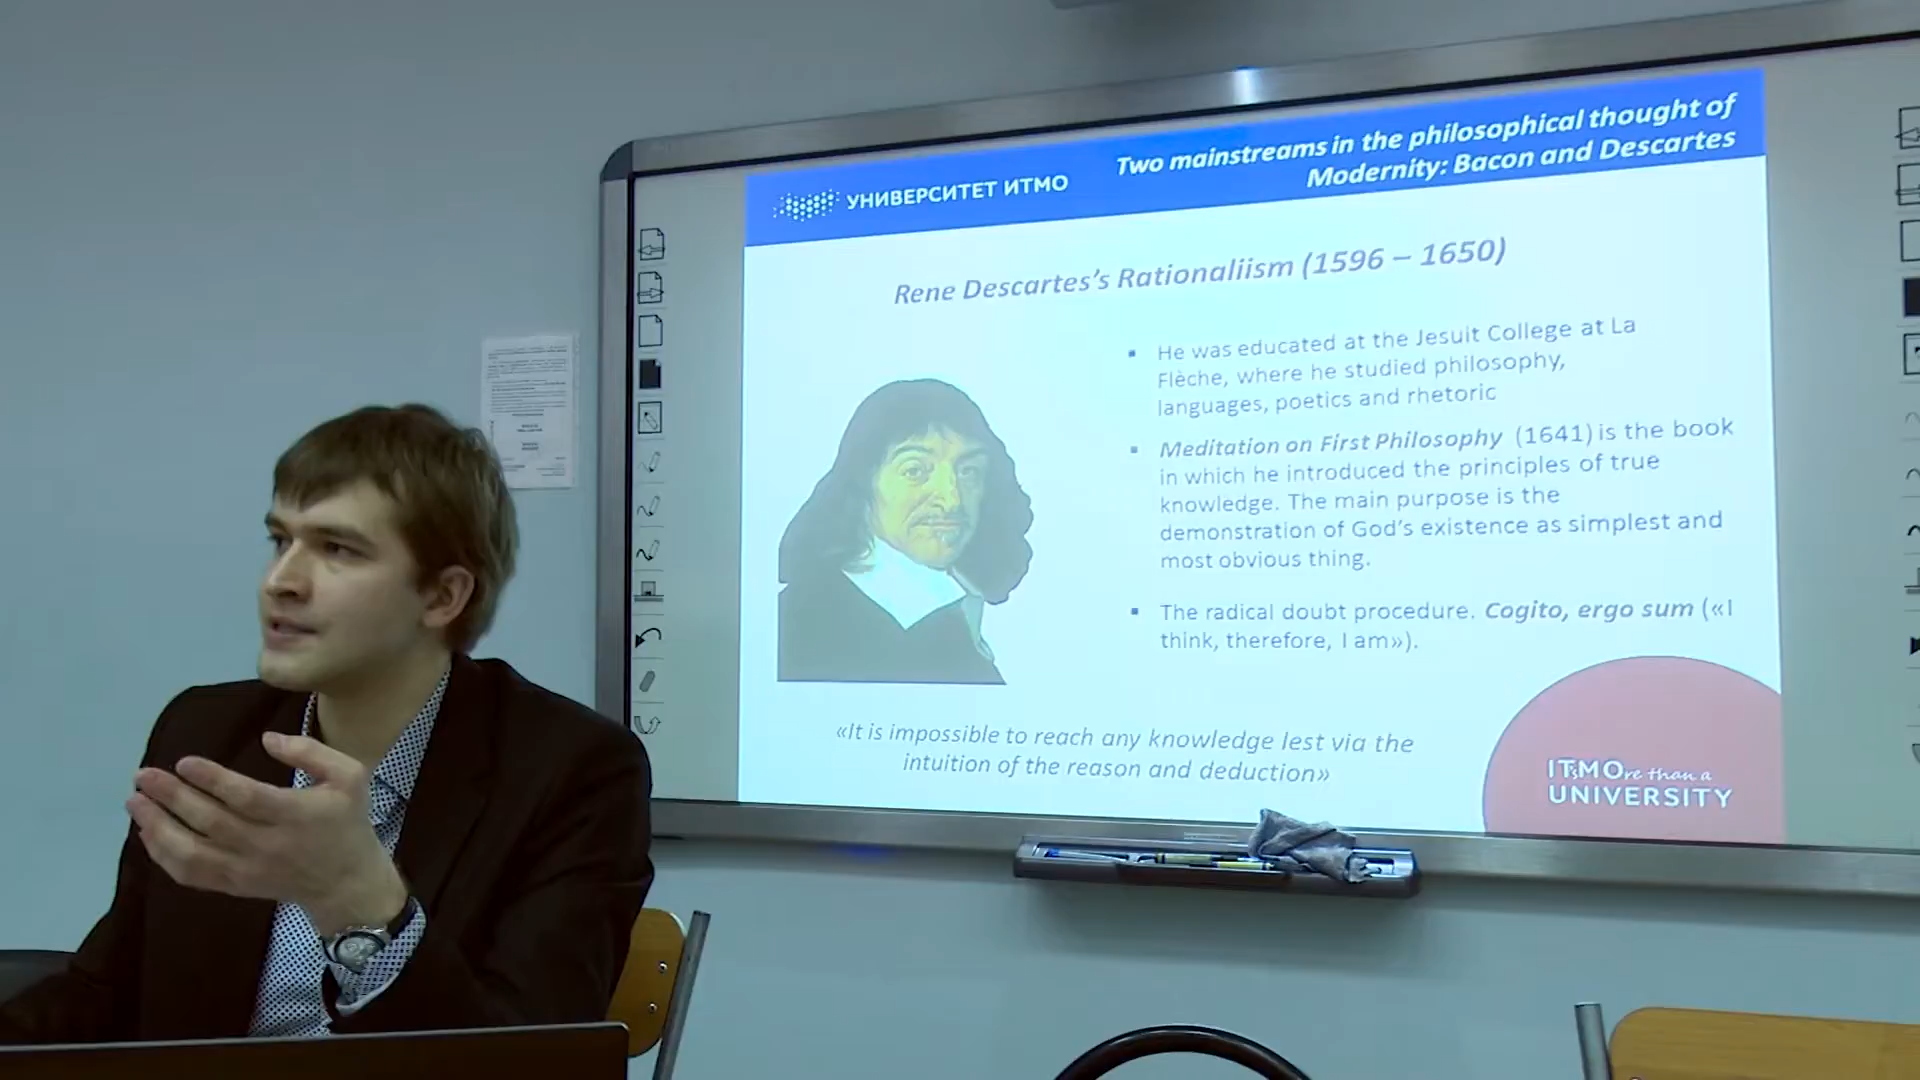 УНИВЕРСИТЕТ ИТМО
Two mainstreams in the philosophical thought of
Modernity: Bacon and Descartes
Rene Descartes's Rationaliism (1596 – 1650)
▪ He was educated at the Jesuit College at La
Flèche, where he studied philosophy,
languages, poetics and rhetoric
▪ Meditation on First Philosophy (1641) is the book
in which he introduced the principles of true
knowledge. The main purpose is the
demonstration of God's existence as simplest and
most obvious thing.
▪ The radical doubt procedure. Cogito, ergo sum («I
think, therefore, I am»).
«It is impossible to reach any knowledge lest via the
intuition of the reason and deduction»
IT'sMOre than a
UNIVERSITY